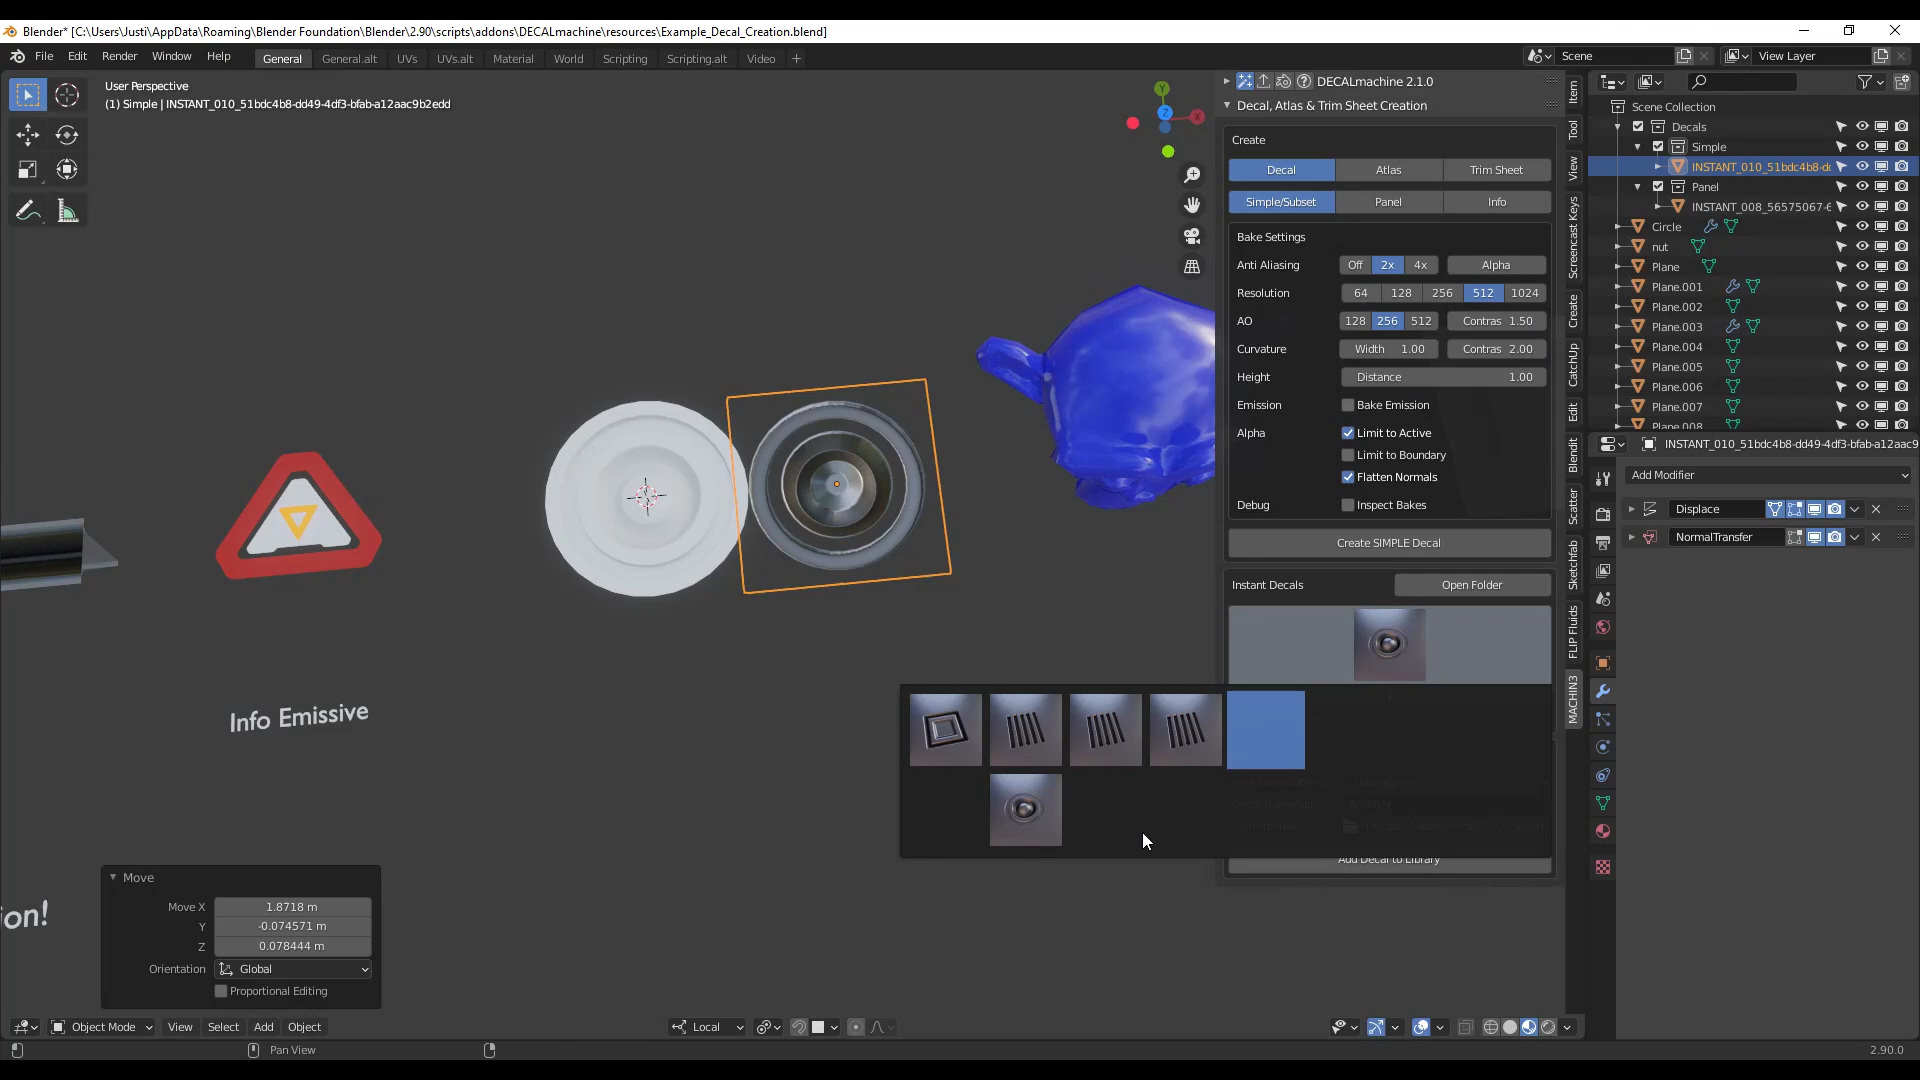 Blender* [C:\Users\Justi\AppData\Roaming\Blender Foundation\Blender\2.90\scripts\addons\DECALmachine\resources\Example_Decal_Creation.blend]
File Edit Render Window Help
General General.alt UVs UVs.alt Material World Scripting Scripting.alt Video +
Scene
View Layer
User Perspective
(1) Simple | INSTANT_010_51bdc4b8-dd49-4df3-bfab-a12aac9b2edd
Y
Z
X
DECALmachine 2.1.0
Decal, Atlas & Trim Sheet Creation
Create
Decal Atlas Trim Sheet
Simple/Subset Panel Info
Bake Settings
Anti Aliasing Off 2x 4x Alpha
Resolution 64 128 256 512 1024
AO 128 256 512 Contras 1.50
Curvature Width 1.00 Contras 2.00
Height Distance 1.00
Emission Bake Emission
Alpha Limit to Active
Limit to Boundary
Flatten Normals
Debug Inspect Bakes
Create SIMPLE Decal
Instant Decals Open Folder
Add Decal to Library
Item
Tool
View
Screencast Keys
Create
CatchUp
Edit
Blendit
Scatter
Sketchfab
FLIP Fluids
MACHIN3
Scene Collection
Decals
Simple
INSTANT_010_51bdc4b8-dd
Panel
INSTANT_008_56575067-6
Circle
nut
Plane
Plane.001
Plane.002
Plane.003
Plane.004
Plane.005
Plane.006
Plane.007
Plane.008
INSTANT_010_51bdc4b8-dd49-4df3-bfab-a12aac9
Add Modifier
Displace
NormalTransfer
Info Emissive
ion!
Move
Move X 1.8718 m
Y -0.074571 m
Z 0.078444 m
Orientation Global
Proportional Editing
Object Mode View Select Add Object
Local
Pan View
2.90.0